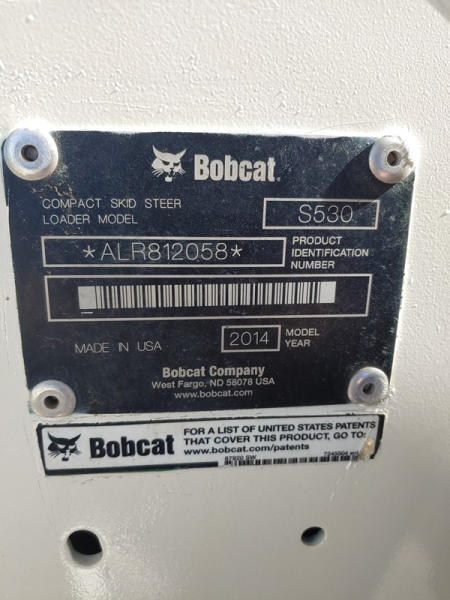 Bobcat.
COMPACT SKID STEER
LOADER MODEL
S530
*ALR812058*
PRODUCT
IDENTIFICATION
NUMBER
MADE IN USA
2014
MODEL
YEAR
Bobcat Company
West Fargo, ND 58078 USA
www.bobcat.com
Bobcat
FOR A LIST OF UNITED STATES PATENTS
THAT COVER THIS PRODUCT, GO TO:
www.bobcat.com/patents